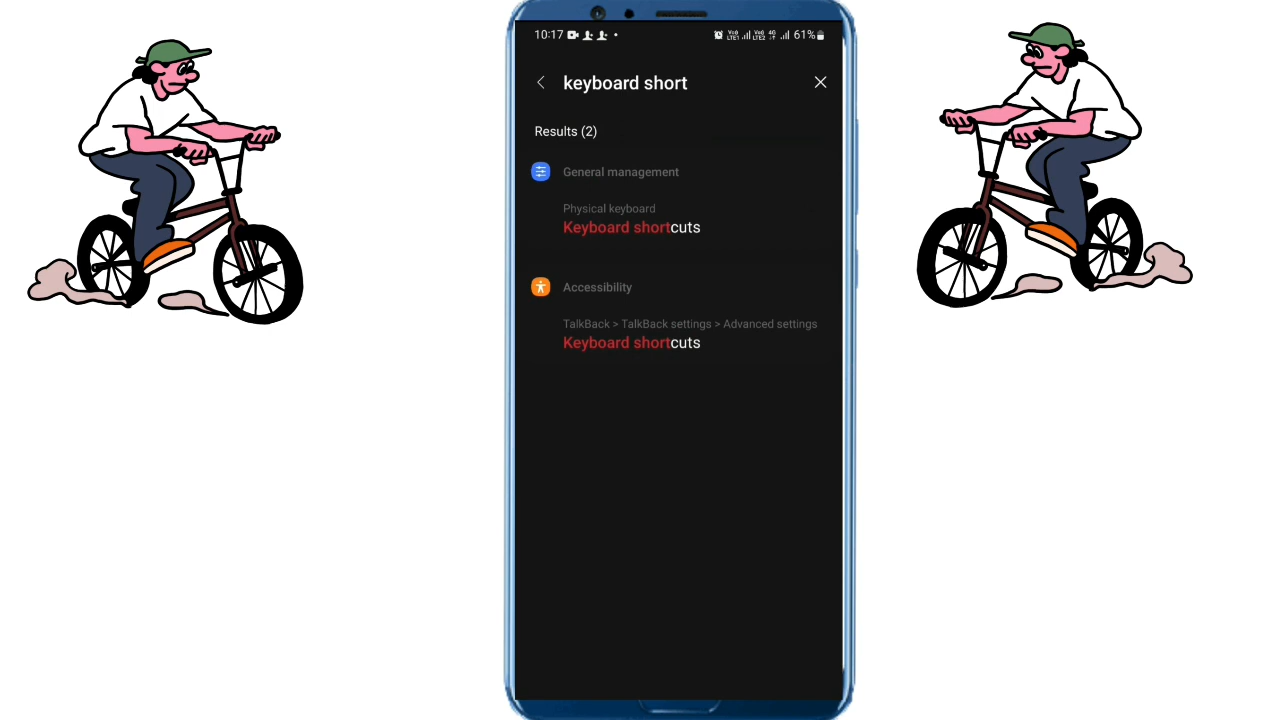 10:17 61%
keyboard short
Results (2)
General management
Physical keyboard
Keyboard shortcuts
Accessibility
TalkBack > TalkBack settings > Advanced settings
Keyboard shortcuts